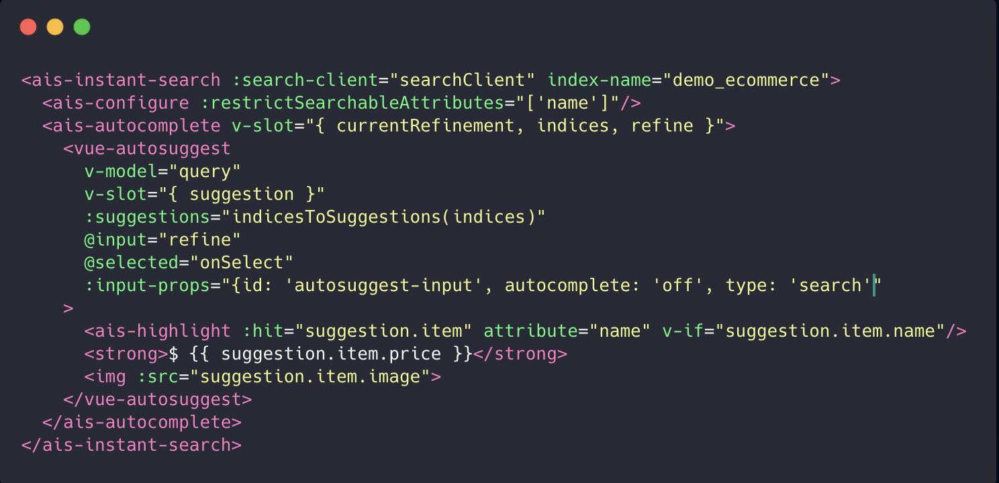 <ais-instant-search :search-client="searchClient" index-name="demo_ecommerce">
  <ais-configure :restrictSearchableAttributes="['name']"/>
  <ais-autocomplete v-slot="{ currentRefinement, indices, refine }">
    <vue-autosuggest
      v-model="query"
      v-slot="{ suggestion }"
      :suggestions="indicesToSuggestions(indices)"
      @input="refine"
      @selected="onSelect"
      :input-props="{id: 'autosuggest-input', autocomplete: 'off', type: 'search'"
    >
      <ais-highlight :hit="suggestion.item" attribute="name" v-if="suggestion.item.name"/>
      <strong>$ {{ suggestion.item.price }}</strong>
      <img :src="suggestion.item.image">
    </vue-autosuggest>
  </ais-autocomplete>
</ais-instant-search>